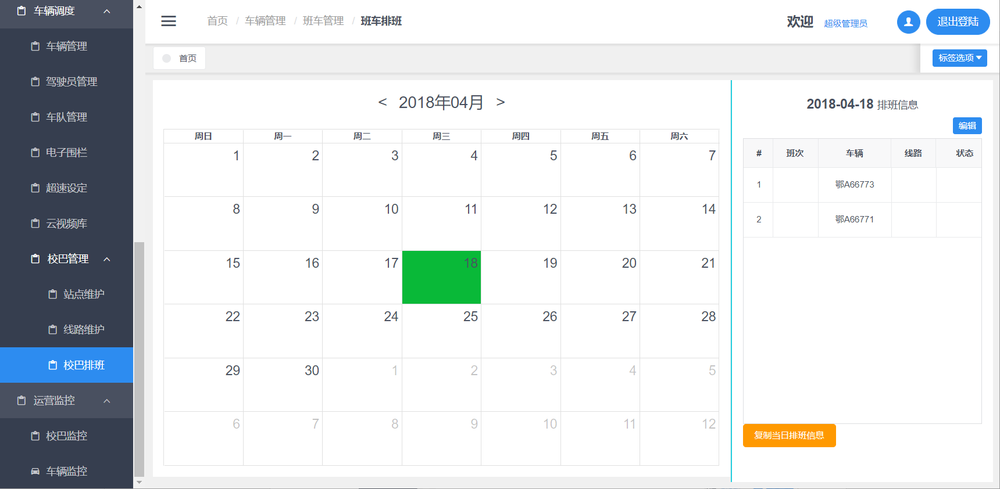 车辆调度
车辆管理
驾驶员管理
车队管理
电子围栏
超速设定
云视频库
校巴管理
站点维护
线路维护
校巴排班
运营监控
校巴监控
车辆监控
首页 / 车辆管理 / 班车管理 / 班车排班
欢迎 超级管理员
退出登陆
首页
标签选项
< 2018年04月 >
周日 周一 周二 周三 周四 周五 周六
1 2 3 4 5 6 7
8 9 10 11 12 13 14
15 16 17 18 19 20 21
22 23 24 25 26 27 28
29 30 1 2 3 4 5
6 7 8 9 10 11 12
2018-04-18 排班信息
编辑
# 班次 车辆 线路 状态
1 鄂A66773
2 鄂A66771
复制当日排班信息